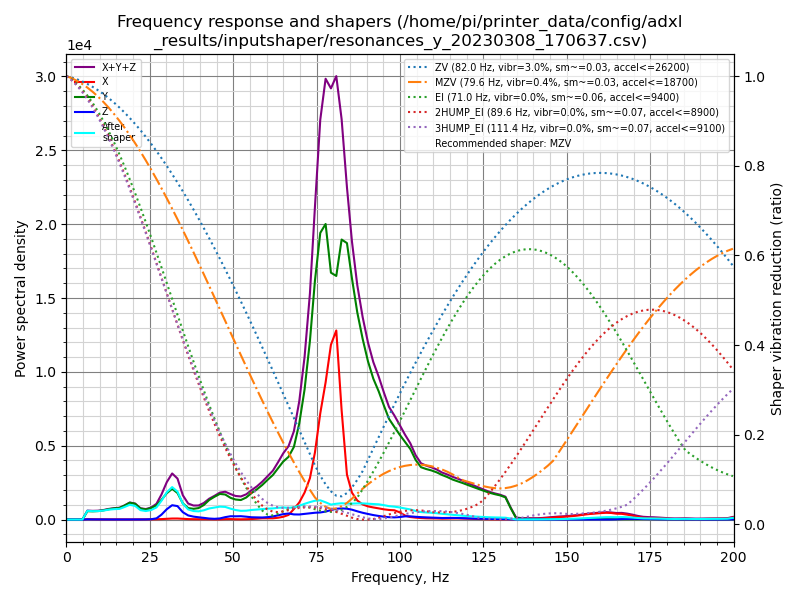 Frequency response and shapers (/home/pi/printer_data/config/adxl
_results/inputshaper/resonances_y_20230308_170637.csv)
1e4
X+Y+Z
X
Y
Z
After
shaper
ZV (82.0 Hz, vibr=3.0%, sm~=0.03, accel<=26200)
MZV (79.6 Hz, vibr=0.4%, sm~=0.03, accel<=18700)
EI (71.0 Hz, vibr=0.0%, sm~=0.06, accel<=9400)
2HUMP_EI (89.6 Hz, vibr=0.0%, sm~=0.07, accel<=8900)
3HUMP_EI (111.4 Hz, vibr=0.0%, sm~=0.07, accel<=9100)
Recommended shaper: MZV
3.0
2.5
2.0
1.5
1.0
0.5
0.0
Power spectral density
1.0
0.8
0.6
0.4
0.2
0.0
Shaper vibration reduction (ratio)
0 25 50 75 100 125 150 175 200
Frequency, Hz